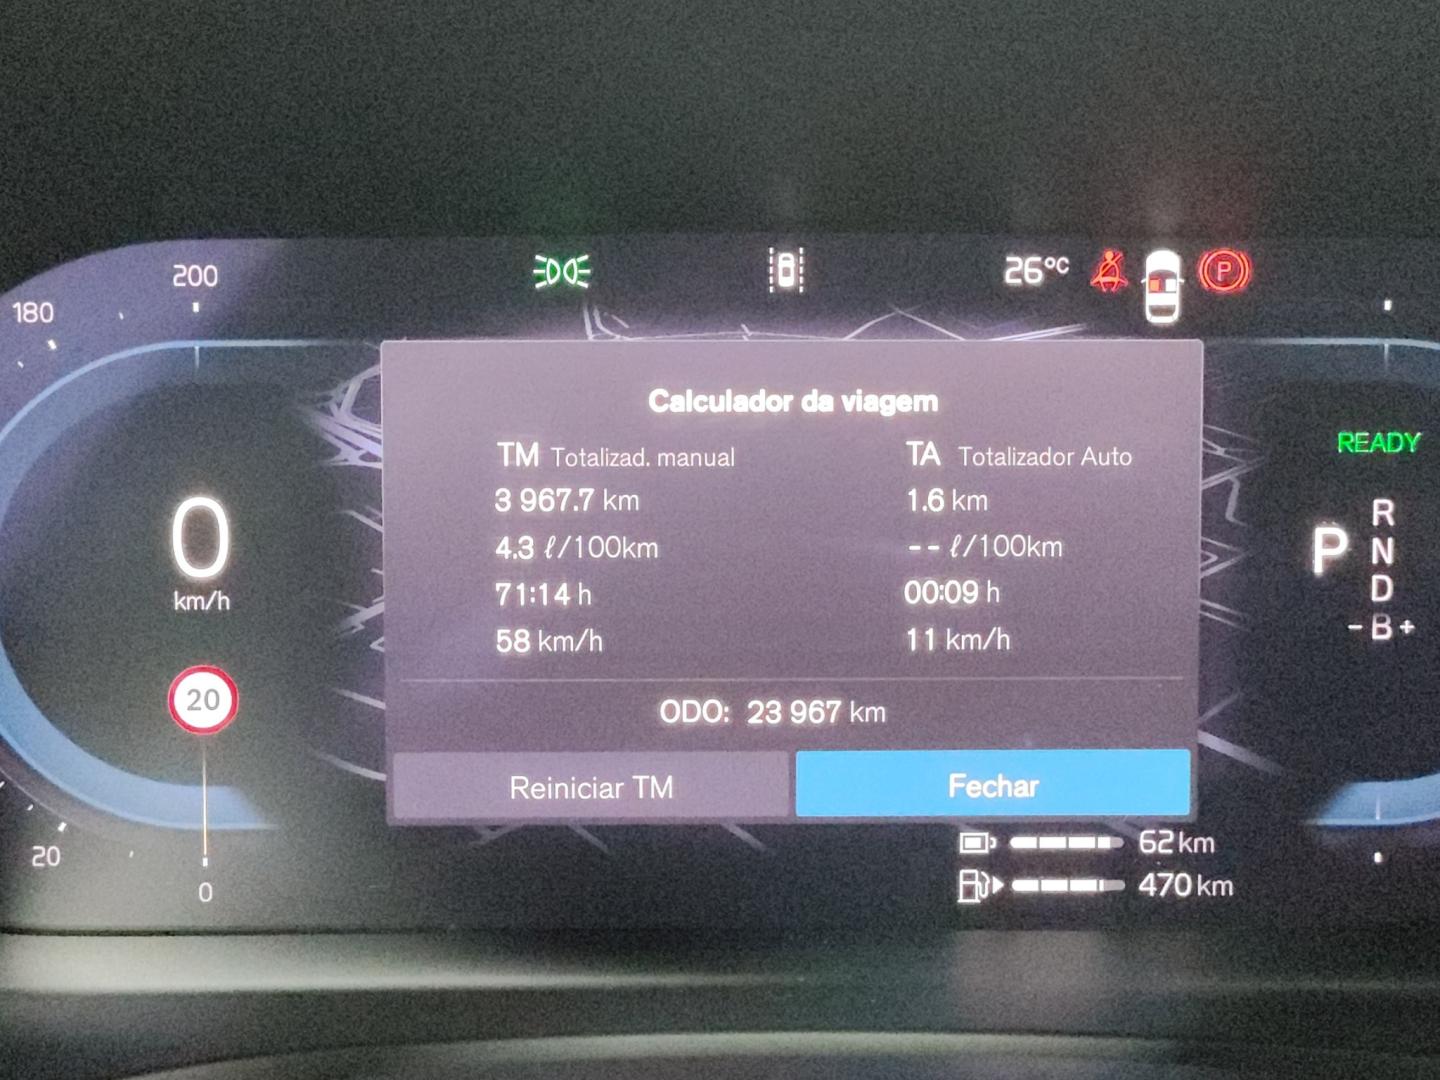 200
180
26°C
P
Calculador da viagem
TM Totalizad. manual
TA Totalizador Auto
3 967.7 km
1.6 km
4.3 ℓ/100km
-- ℓ/100km
71:14 h
00:09 h
58 km/h
11 km/h
ODO: 23 967 km
Reiniciar TM
Fechar
0
km/h
20
20
0
READY
P
R
N
D
- B +
62 km
470 km